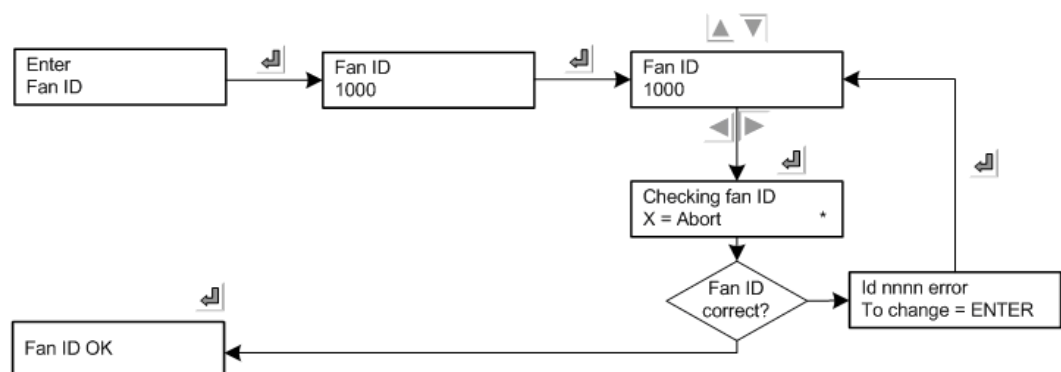 Enter
Fan ID
Fan ID
1000
Fan ID
1000
Checking fan ID
X = Abort *
Fan ID
correct?
Id nnnn error
To change = ENTER
Fan ID OK